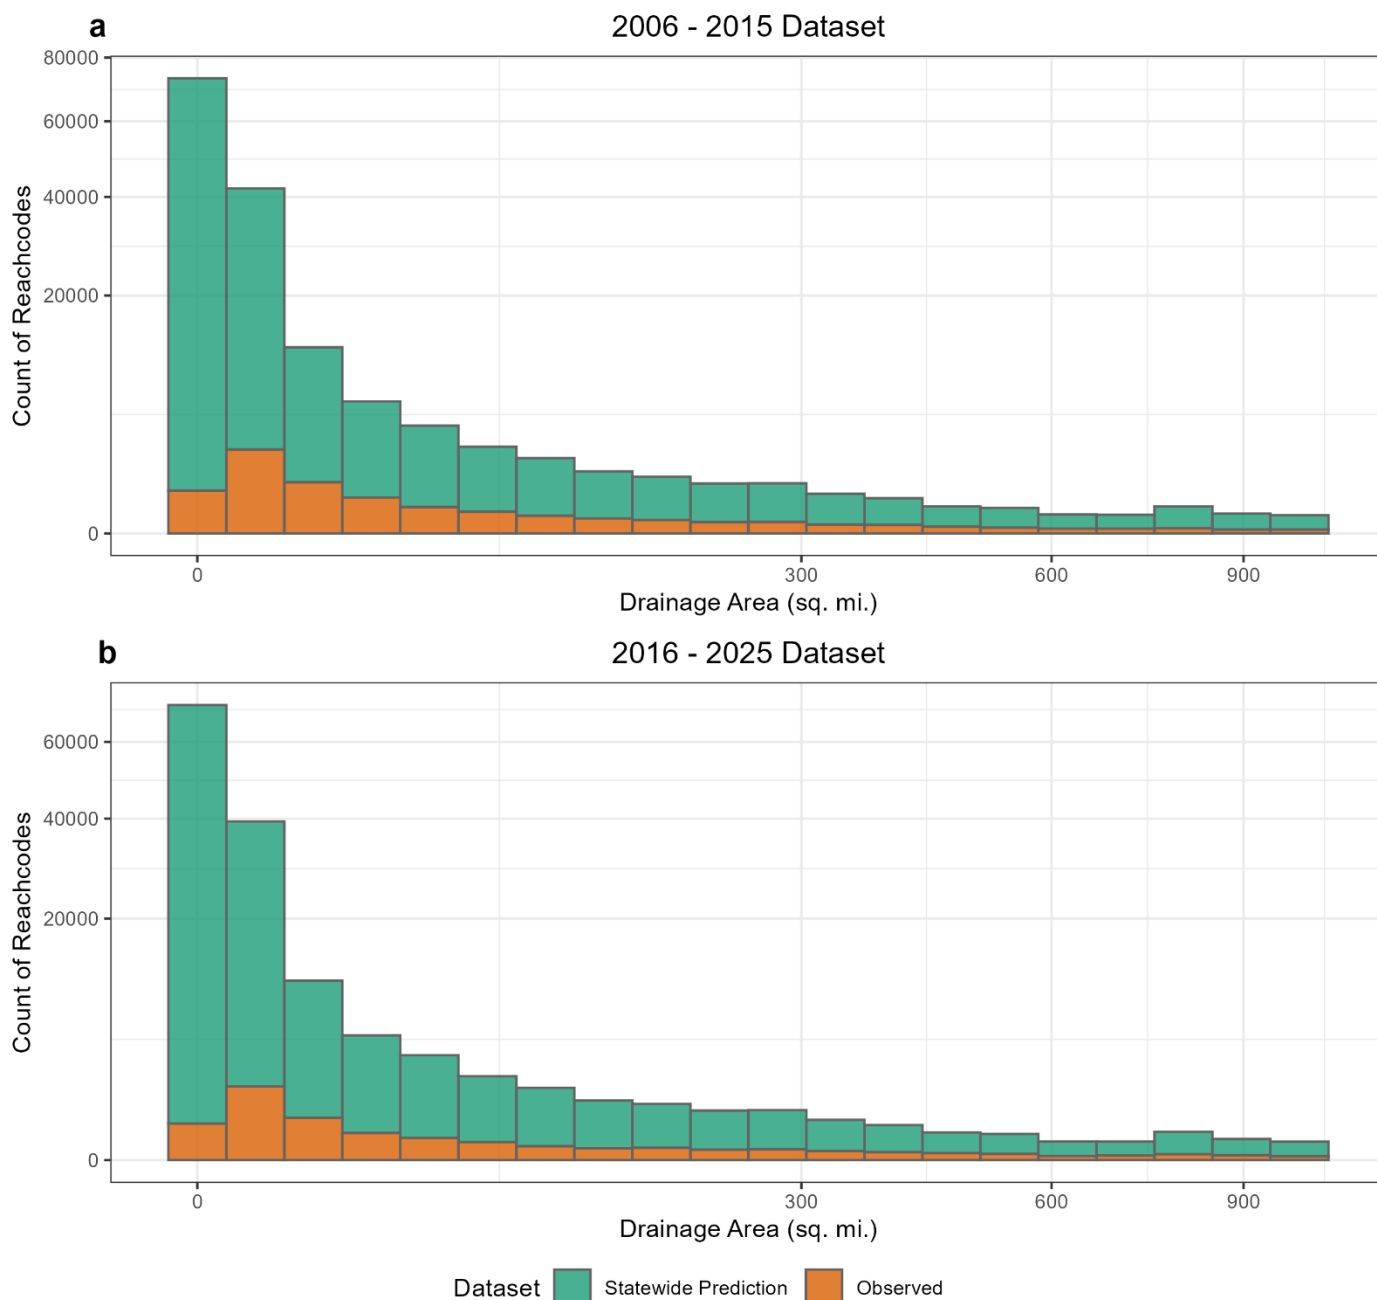 a
2006 - 2015 Dataset
80000
60000
40000
20000
0
Count of Reachcodes
0 300 600 900
Drainage Area (sq. mi.)
b
2016 - 2025 Dataset
60000
40000
20000
0
Count of Reachcodes
0 300 600 900
Drainage Area (sq. mi.)
Dataset Statewide Prediction Observed